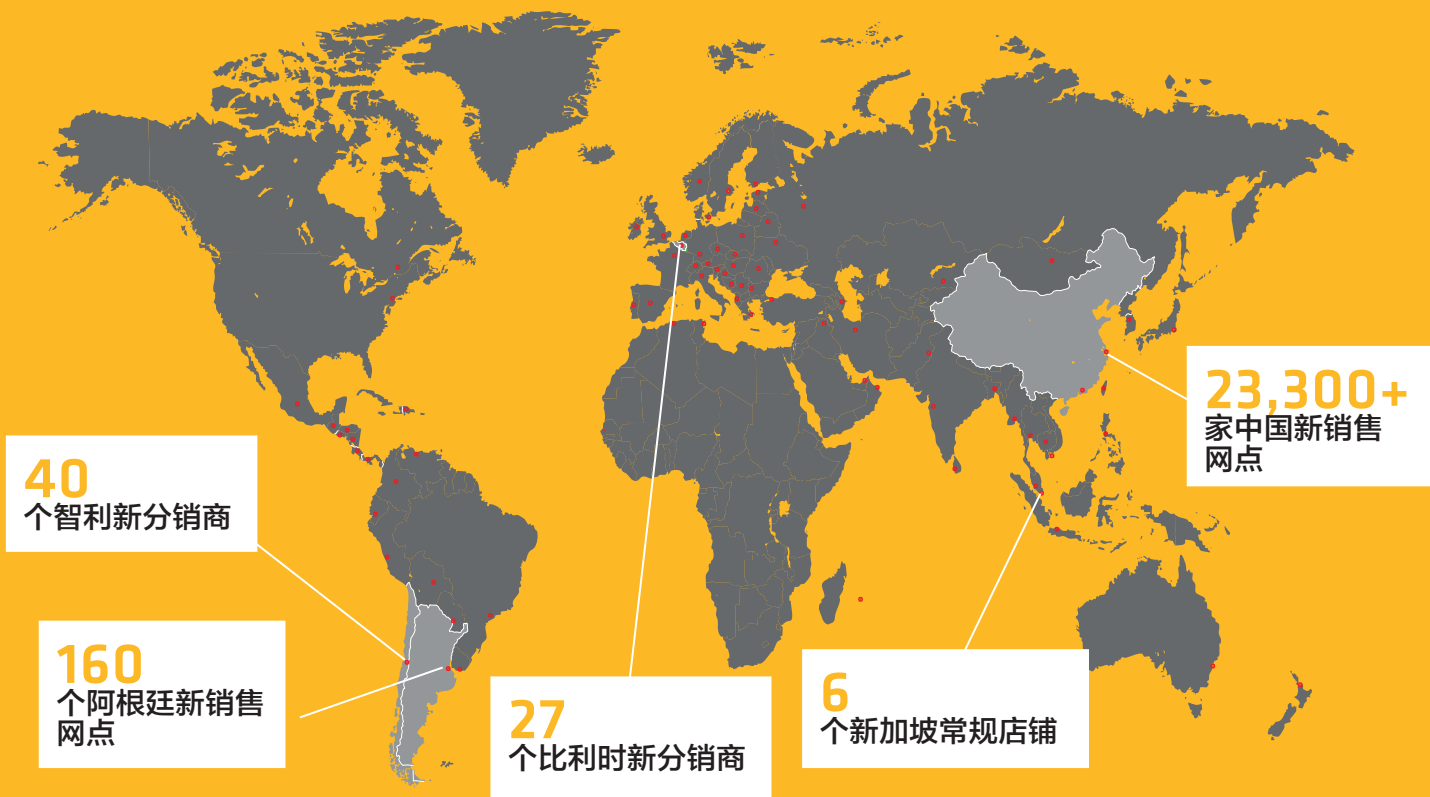 23,300+
家中国新销售
网点
40
个智利新分销商
160
个阿根廷新销售
网点
27
个比利时新分销商
6
个新加坡常规店铺